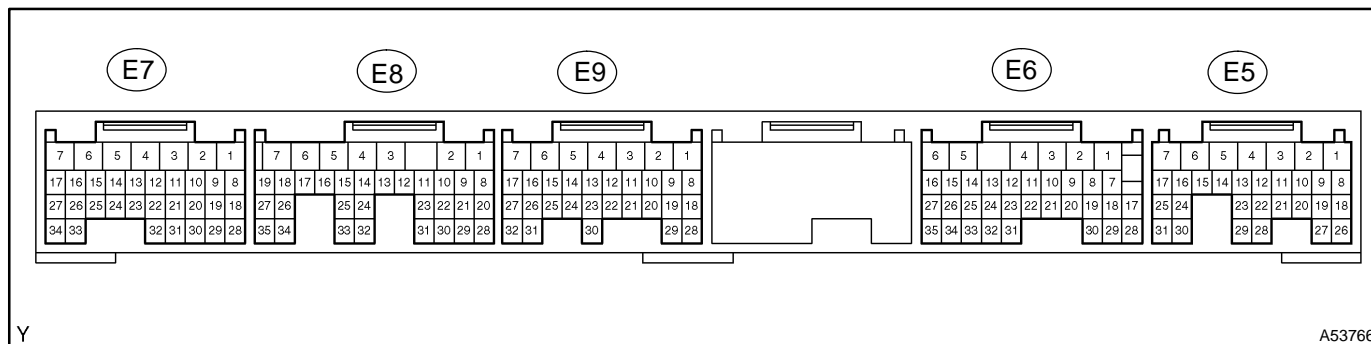 E7 E8 E9 E6 E5
7 6 5 4 3 2 1 7 6 5 4 3 2 1 7 6 5 4 3 2 1 6 5 4 3 2 1 7 6 5 4 3 2 1
17 16 15 14 13 12 11 10 9 8 19 18 17 16 15 14 13 12 11 10 9 8 17 16 15 14 13 12 11 10 9 8 16 15 14 13 12 11 10 9 8 7 17 16 15 14 13 12 11 10 9 8
27 26 25 24 23 22 21 20 19 18 27 26 25 24 23 22 21 20 27 26 25 24 23 22 21 20 19 18 27 26 25 24 23 22 21 20 19 18 17 25 24 23 22 21 20 19 18
34 33 32 31 30 29 28 35 34 33 32 31 30 29 28 32 31 30 29 28 35 34 33 32 31 30 29 28 31 30 29 28 27 26
Y A53766